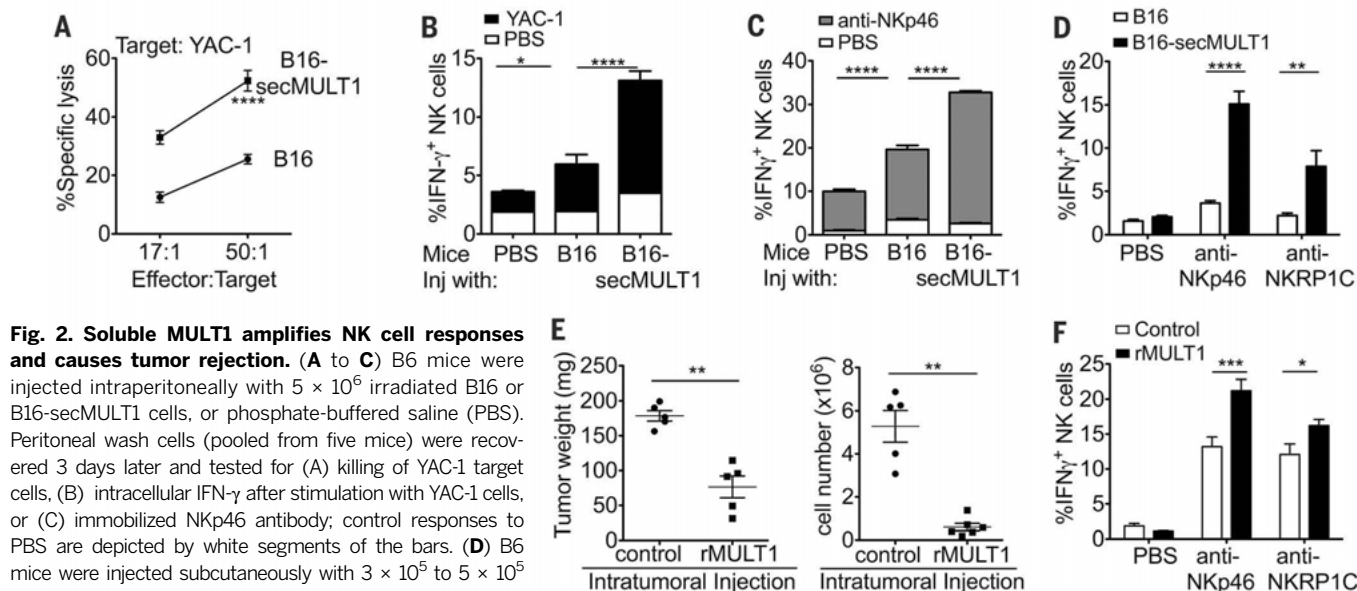 A
Target: YAC-1
B16-
secMULT1
****
B16
%Specific lysis
60
40
20
0
17:1 50:1
Effector:Target
B
YAC-1
PBS
* ****
%IFN-γ⁺ NK cells
15
10
5
0
Mice PBS B16 B16-
Inj with: secMULT1
C
anti-NKp46
PBS
**** ****
%IFNγ⁺ NK cells
40
30
20
10
0
Mice PBS B16 B16-
Inj with: secMULT1
D
B16
B16-secMULT1
**** **
%IFNγ⁺ NK cells
20
15
10
5
0
PBS anti- anti-
NKp46 NKRP1C
Fig. 2. Soluble MULT1 amplifies NK cell responses
and causes tumor rejection. (A to C) B6 mice were
injected intraperitoneally with 5 × 10⁶ irradiated B16 or
B16-secMULT1 cells, or phosphate-buffered saline (PBS).
Peritoneal wash cells (pooled from five mice) were recov-
ered 3 days later and tested for (A) killing of YAC-1 target
cells, (B) intracellular IFN-γ after stimulation with YAC-1 cells,
or (C) immobilized NKp46 antibody; control responses to
PBS are depicted by white segments of the bars. (D) B6
mice were injected subcutaneously with 3 × 10⁵ to 5 × 10⁵
E
Tumor weight (mg)
250
200
150
100
50
0
**
control rMULT1
Intratumoral Injection
cell number (x10⁶)
8
6
4
2
0
**
control rMULT1
Intratumoral Injection
F
Control
rMULT1
*** *
%IFNγ⁺ NK cells
25
20
15
10
5
0
PBS anti- anti-
NKp46 NKRP1C